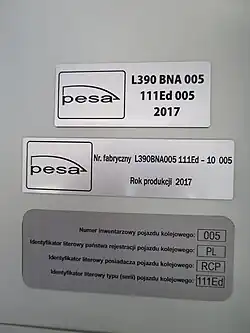 pesa
L390 BNA 005
111Ed 005
2017
pesa
Nr. fabryczny L390BNA005 111Ed – 10 005
Rok produkcji 2017
Numer inwentarzowy pojazdu kolejowego: 005
Identyfikator literowy państwa rejestracji pojazdu kolejowego: PL
Identyfikator literowy posiadacza pojazdu kolejowego: RCP
Identyfikator literowy typu (serii) pojazdu kolejowego: 111Ed